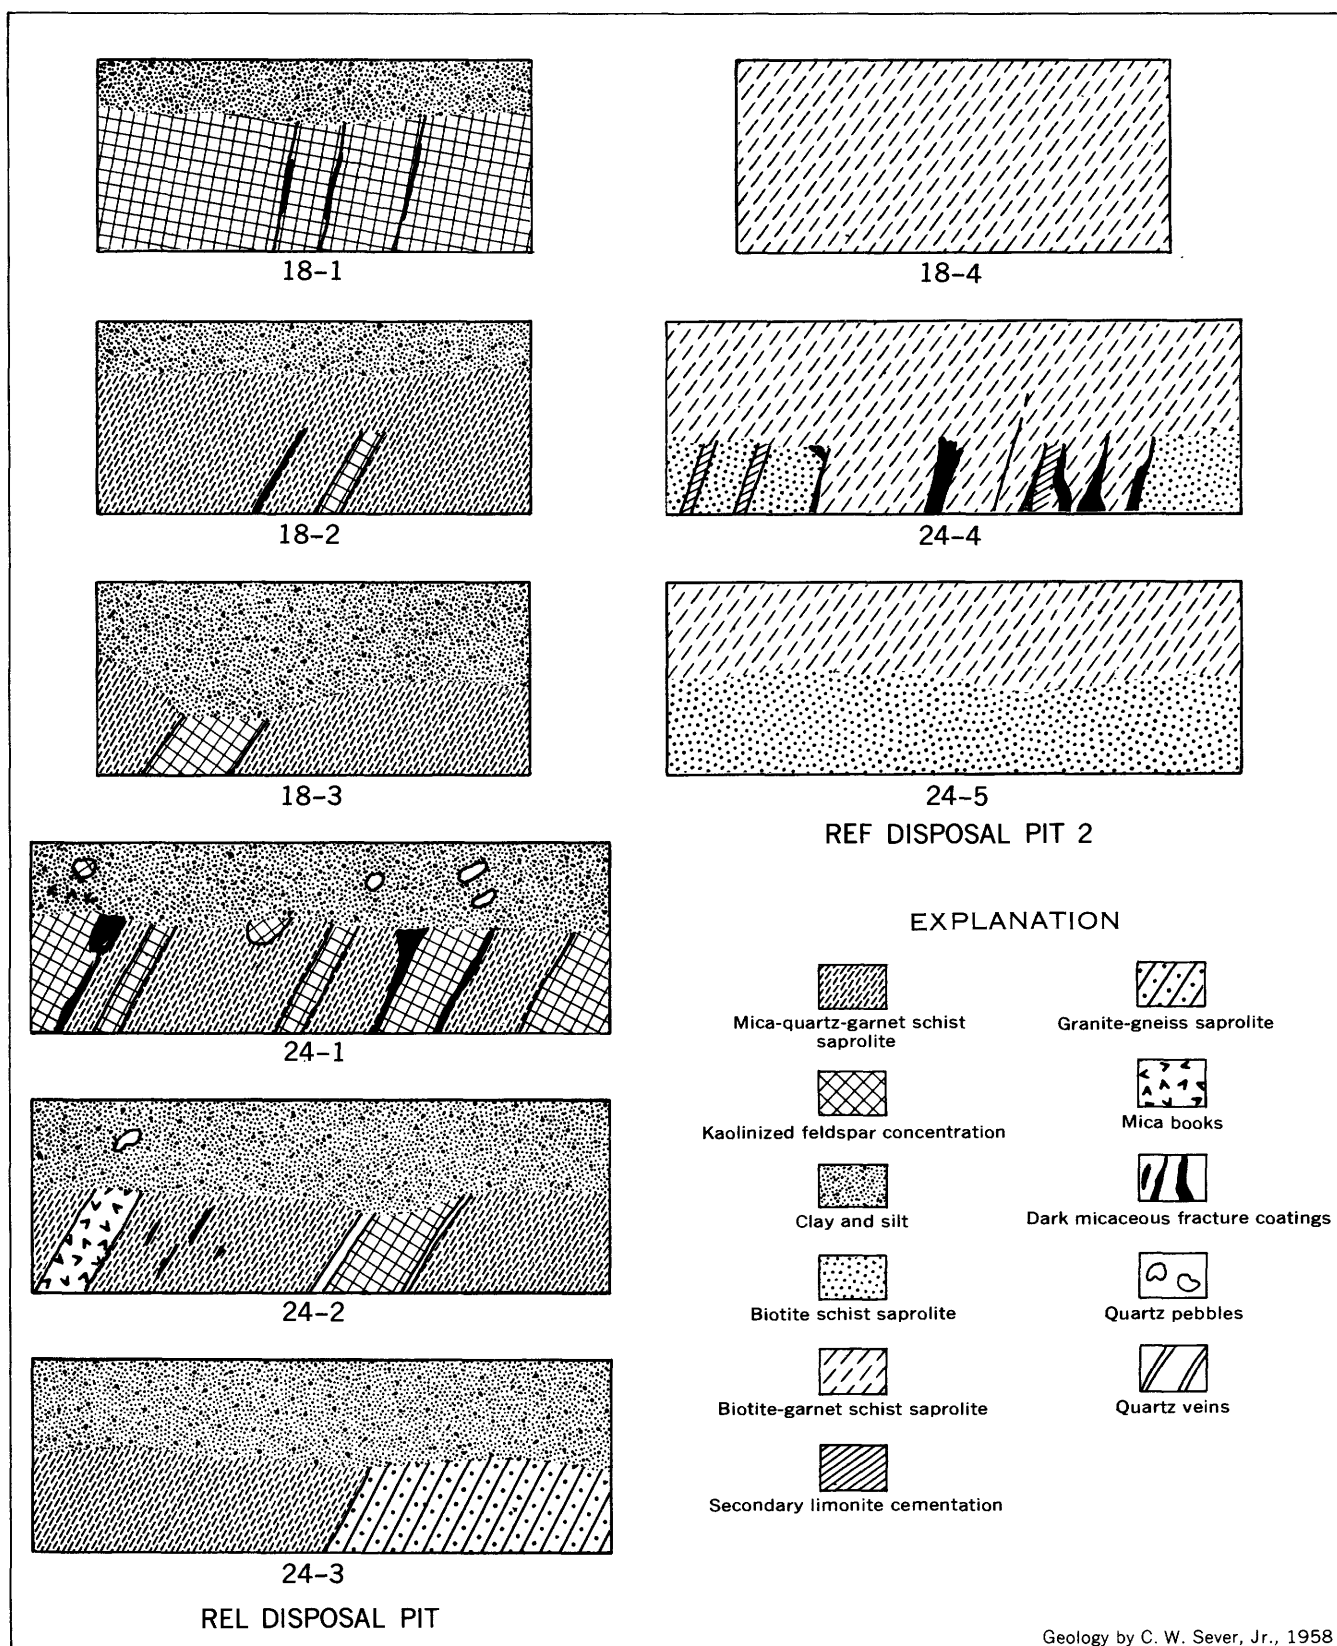 18-1
18-2
18-3
24-1
24-2
24-3
REL DISPOSAL PIT
18-4
24-4
24-5
REF DISPOSAL PIT 2
EXPLANATION
Mica-quartz-garnet schist
saprolite
Kaolinized feldspar concentration
Clay and silt
Biotite schist saprolite
Biotite-garnet schist saprolite
Secondary limonite cementation
Granite-gneiss saprolite
Mica books
Dark micaceous fracture coatings
Quartz pebbles
Quartz veins
Geology by C. W. Sever, Jr., 1958